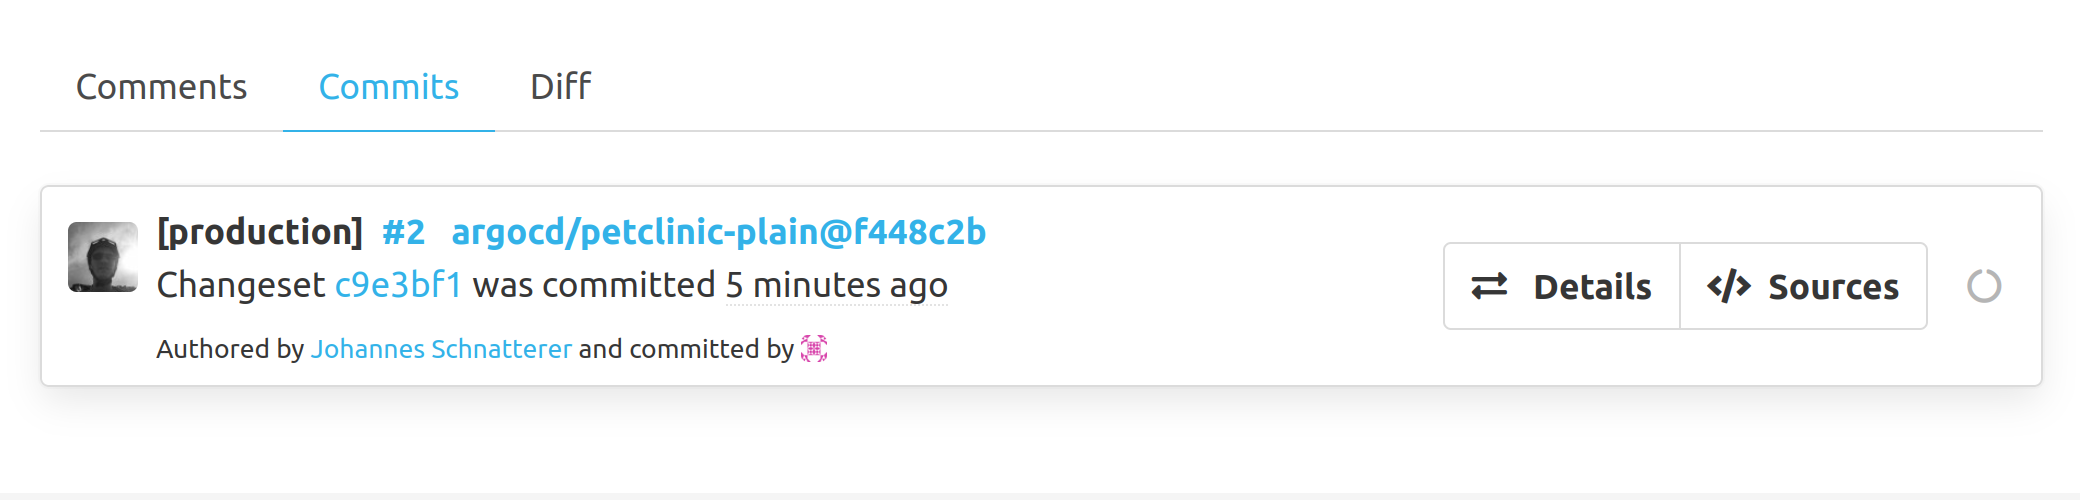 Comments Commits Diff
[production] #2 argocd/petclinic-plain@f448c2b
Changeset c9e3bf1 was committed 5 minutes ago
Details Sources
Authored by Johannes Schnatterer and committed by